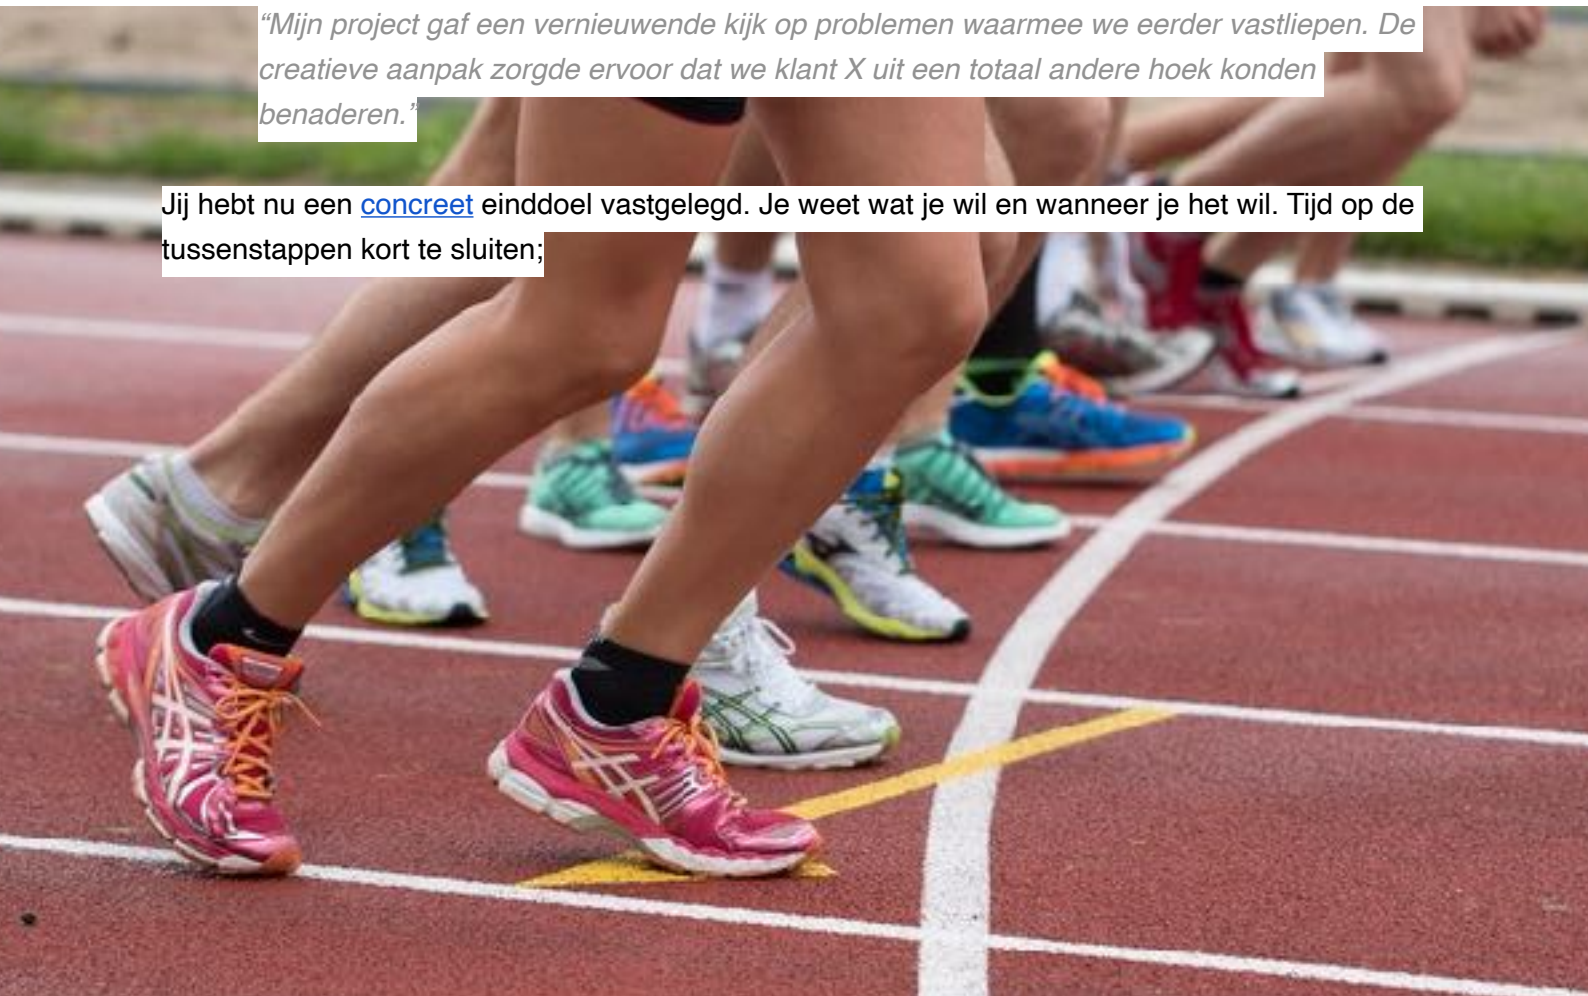 “Mijn project gaf een vernieuwende kijk op problemen waarmee we eerder vastliepen. De
creatieve aanpak zorgde ervoor dat we klant X uit een totaal andere hoek konden
benaderen.”
Jij hebt nu een concreet einddoel vastgelegd. Je weet wat je wil en wanneer je het wil. Tijd op de
tussenstappen kort te sluiten;